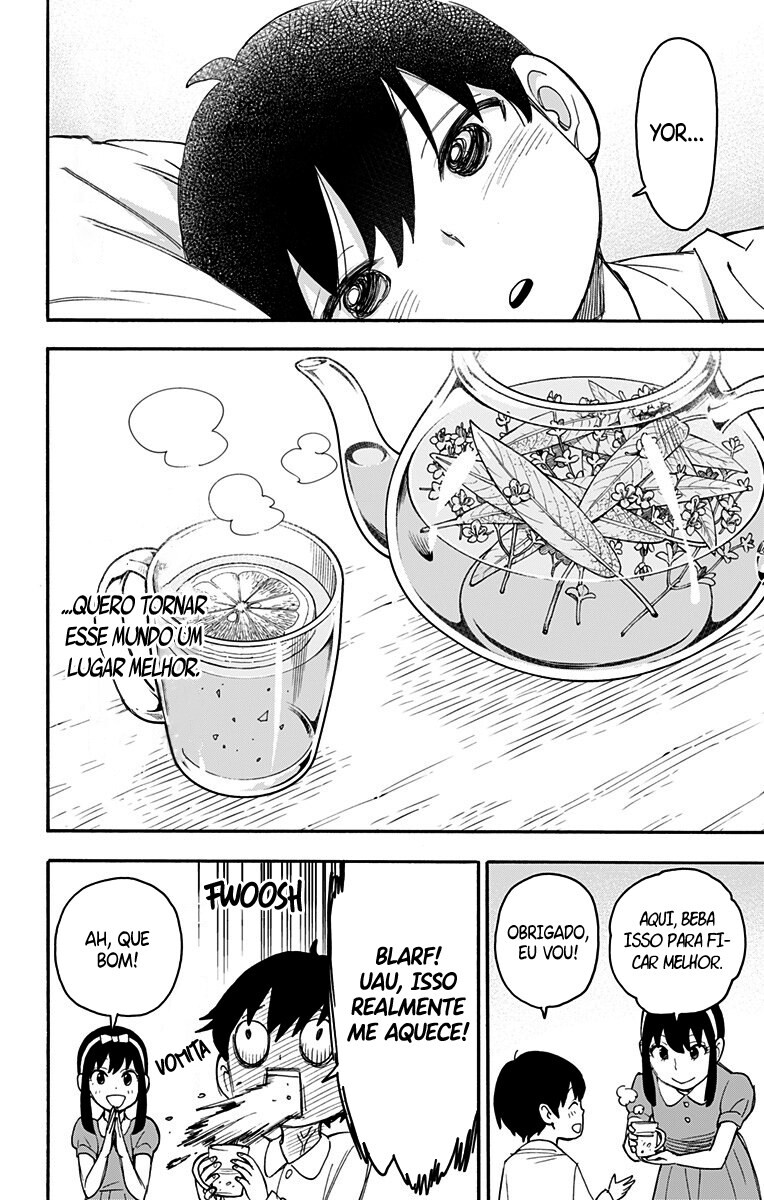 YOR...
...QUERO TORNAR
ESSE MUNDO UM
LUGAR MELHOR.
AQUI, BEBA
ISSO PARA FI-
CAR MELHOR.
OBRIGADO,
EU VOU!
BLARF!
UAU, ISSO
REALMENTE
ME AQUECE!
FWOOSH
VOMITA
AH, QUE
BOM!